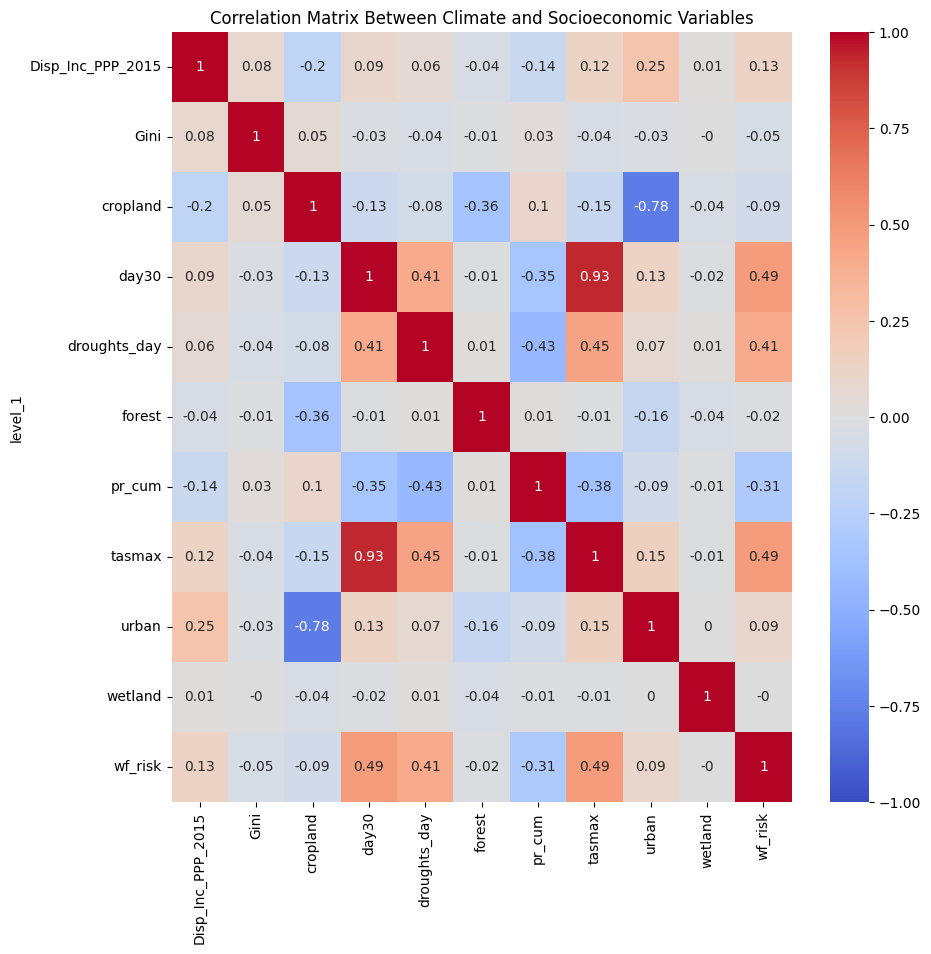 Correlation Matrix Between Climate and Socioeconomic Variables
Disp_Inc_PPP_2015 1 0.08 -0.2 0.09 0.06 -0.04 -0.14 0.12 0.25 0.01 0.13
Gini 0.08 1 0.05 -0.03 -0.04 -0.01 0.03 -0.04 -0.03 -0 -0.05
cropland -0.2 0.05 1 -0.13 -0.08 -0.36 0.1 -0.15 -0.78 -0.04 -0.09
day30 0.09 -0.03 -0.13 1 0.41 -0.01 -0.35 0.93 0.13 -0.02 0.49
droughts_day 0.06 -0.04 -0.08 0.41 1 0.01 -0.43 0.45 0.07 0.01 0.41
forest -0.04 -0.01 -0.36 -0.01 0.01 1 0.01 -0.01 -0.16 -0.04 -0.02
pr_cum -0.14 0.03 0.1 -0.35 -0.43 0.01 1 -0.38 -0.09 -0.01 -0.31
tasmax 0.12 -0.04 -0.15 0.93 0.45 -0.01 -0.38 1 0.15 -0.01 0.49
urban 0.25 -0.03 -0.78 0.13 0.07 -0.16 -0.09 0.15 1 0 0.09
wetland 0.01 -0 -0.04 -0.02 0.01 -0.04 -0.01 -0.01 0 1 -0
wf_risk 0.13 -0.05 -0.09 0.49 0.41 -0.02 -0.31 0.49 0.09 -0 1
level_1
Disp_Inc_PPP_2015
Gini
cropland
day30
droughts_day
forest
pr_cum
tasmax
urban
wetland
wf_risk
1.00
0.75
0.50
0.25
0.00
−0.25
−0.50
−0.75
−1.00